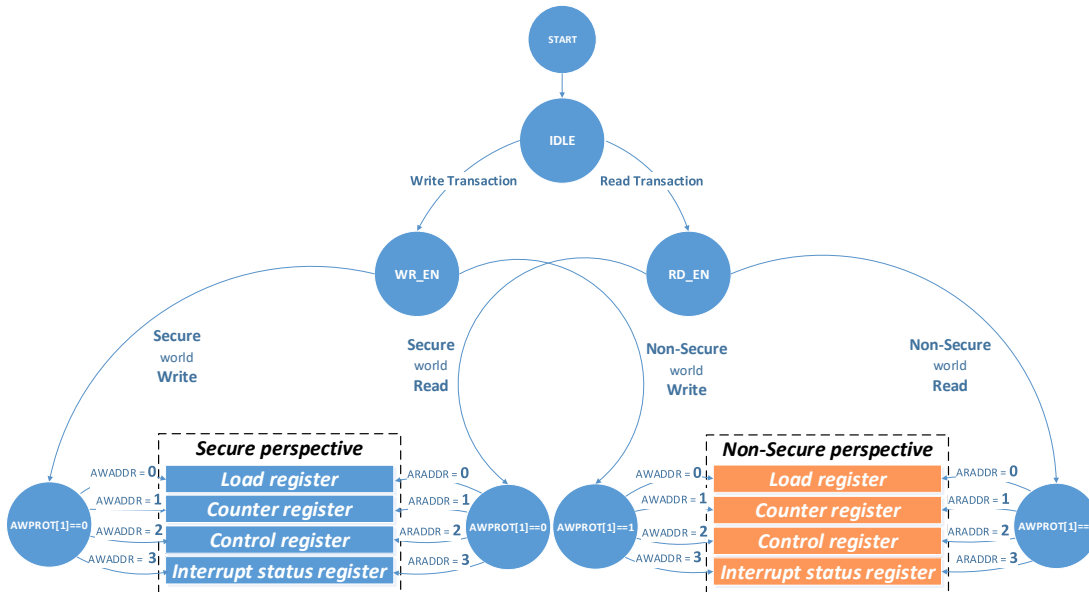 START
IDLE
Write Transaction
Read Transaction
WR_EN
RD_EN
Secure
world
Write
Secure
world
Read
Non-Secure
world
Write
Non-Secure
world
Read
Secure perspective
Load register
Counter register
Control register
Interrupt status register
AWADDR = 0
AWADDR = 1
AWADDR = 2
AWADDR = 3
ARADDR = 0
ARADDR = 1
ARADDR = 2
ARADDR = 3
AWPROT[1]==0
AWPROT[1]==0
Non-Secure perspective
Load register
Counter register
Control register
Interrupt status register
AWADDR = 0
AWADDR = 1
AWADDR = 2
AWADDR = 3
ARADDR = 0
ARADDR = 1
ARADDR = 2
ARADDR = 3
AWPROT[1]==1
AWPROT[1]==